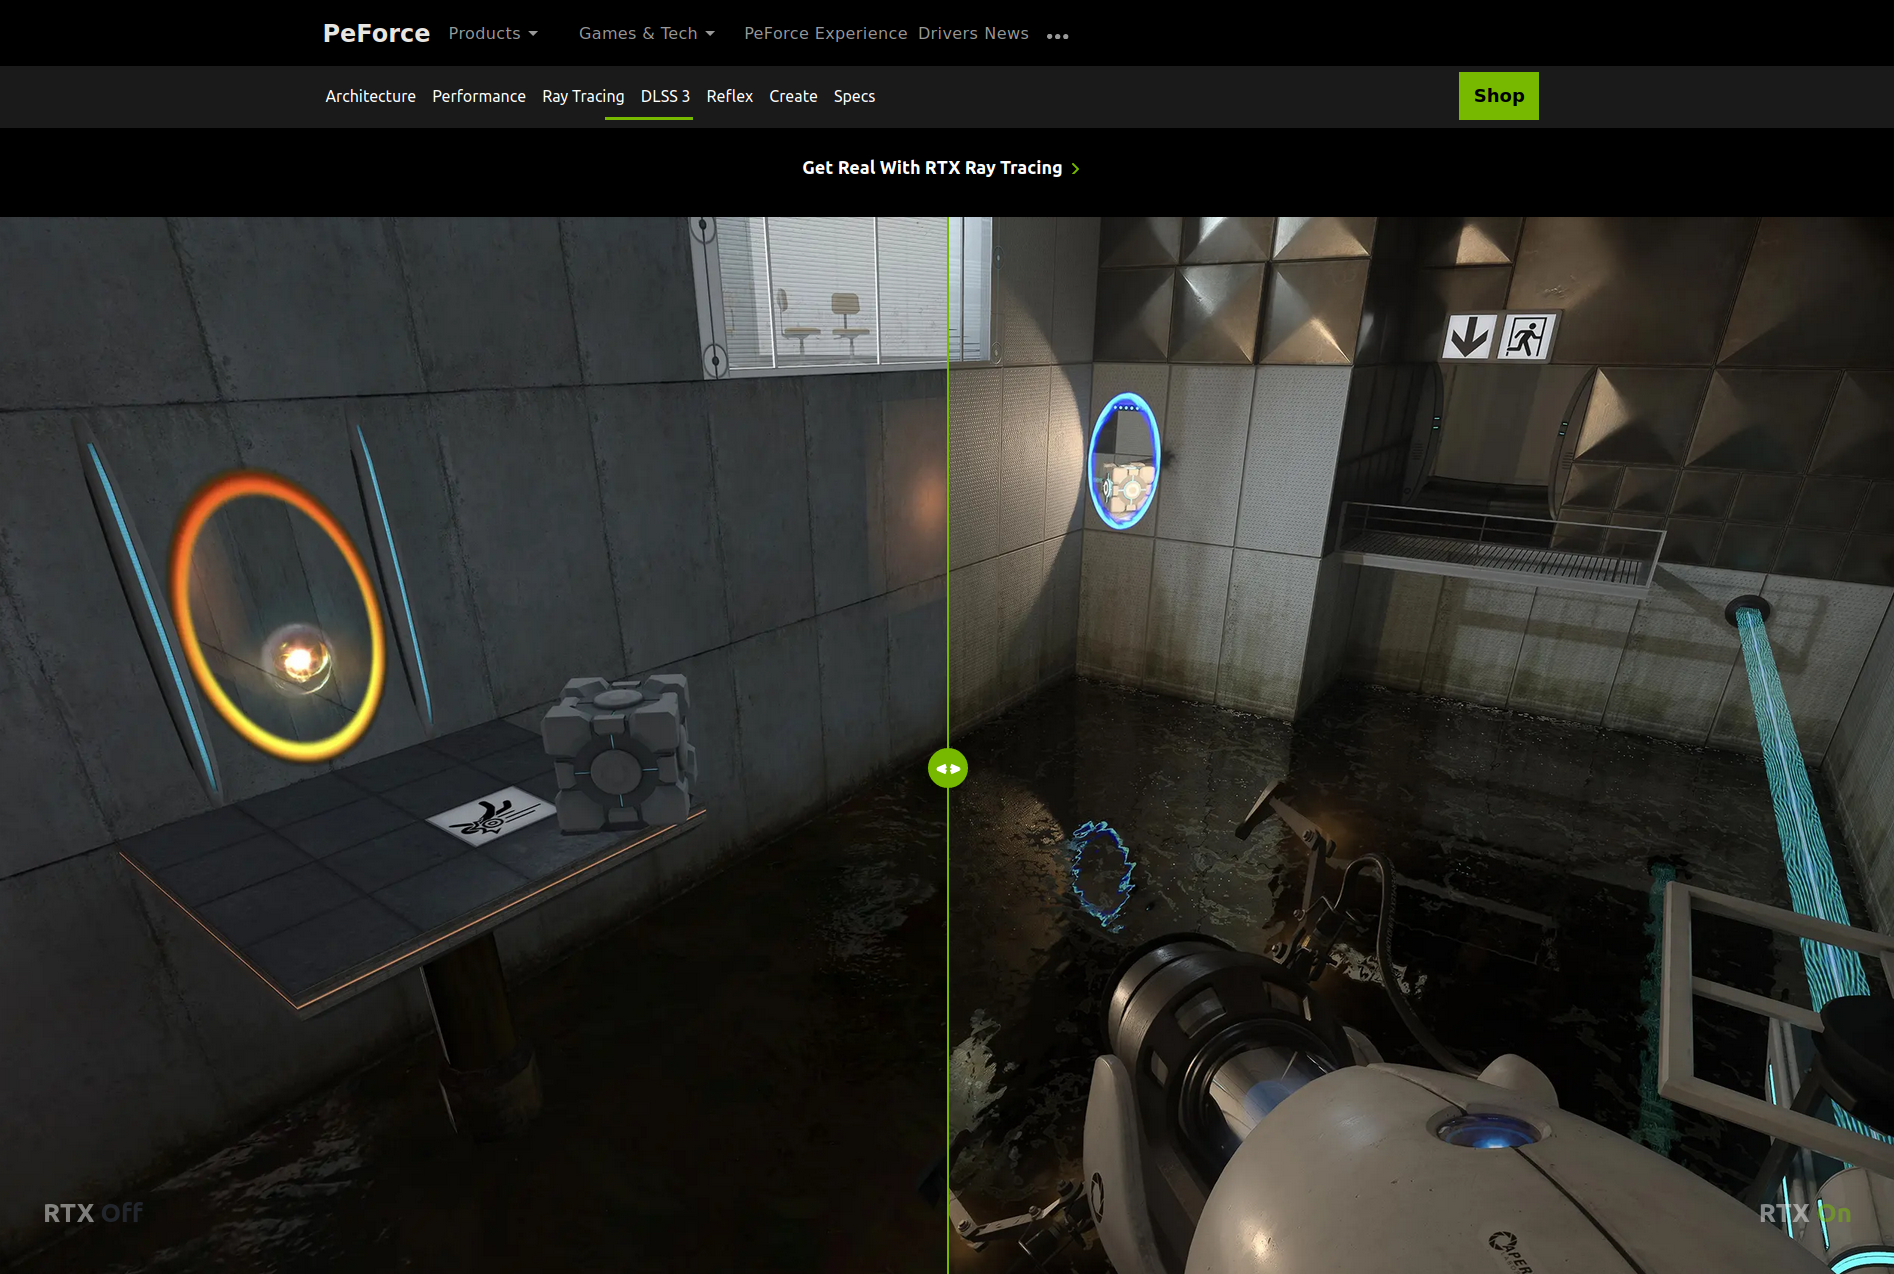 PeForce Products Games & Tech PeForce Experience Drivers News •••
Architecture Performance Ray Tracing DLSS 3 Reflex Create Specs Shop
Get Real With RTX Ray Tracing
RTX Off
RTX On